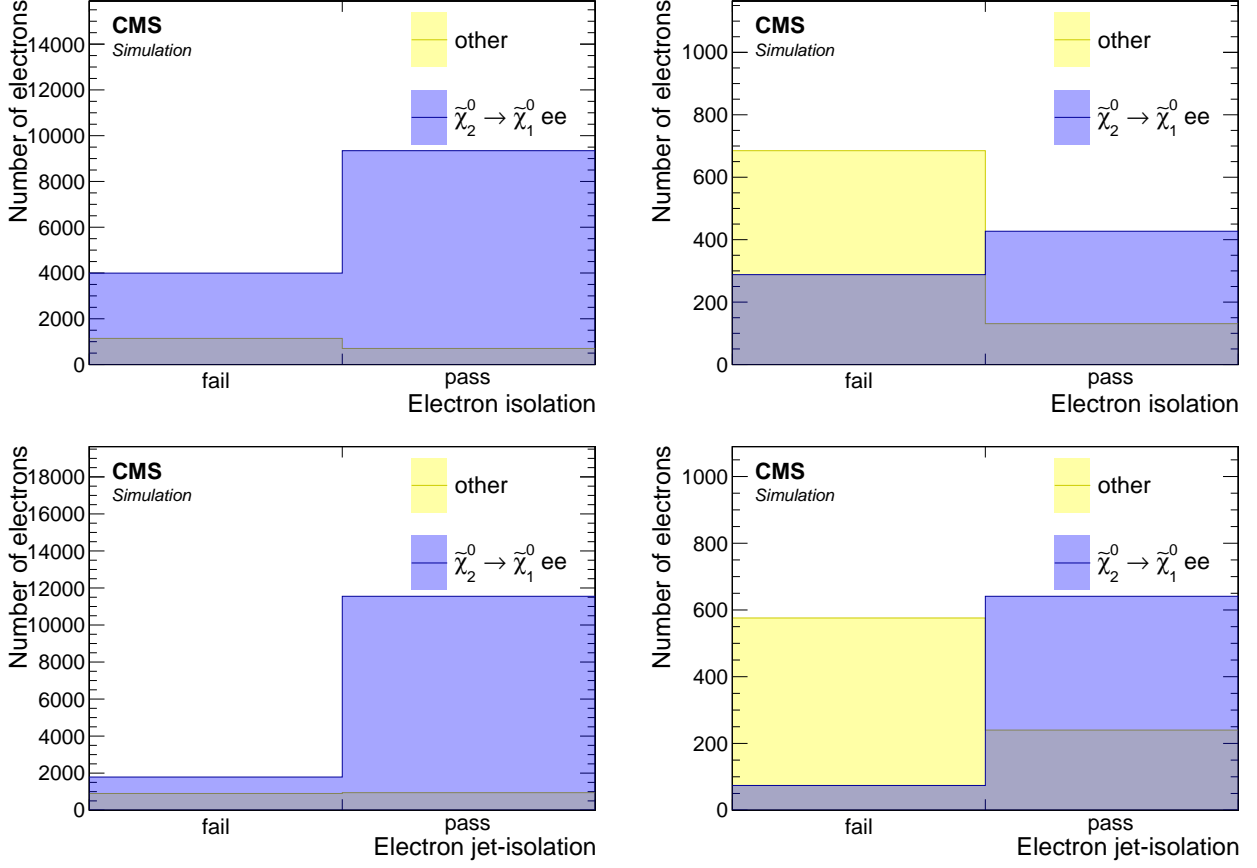 Number of electrons
14000
12000
10000
8000
6000
4000
2000
0
CMS
Simulation
other
χ̃⁰₂ → χ̃⁰₁ ee
fail
pass
Electron isolation
Number of electrons
1000
800
600
400
200
0
CMS
Simulation
other
χ̃⁰₂ → χ̃⁰₁ ee
fail
pass
Electron isolation
Number of electrons
18000
16000
14000
12000
10000
8000
6000
4000
2000
0
CMS
Simulation
other
χ̃⁰₂ → χ̃⁰₁ ee
fail
pass
Electron jet-isolation
Number of electrons
1000
800
600
400
200
0
CMS
Simulation
other
χ̃⁰₂ → χ̃⁰₁ ee
fail
pass
Electron jet-isolation